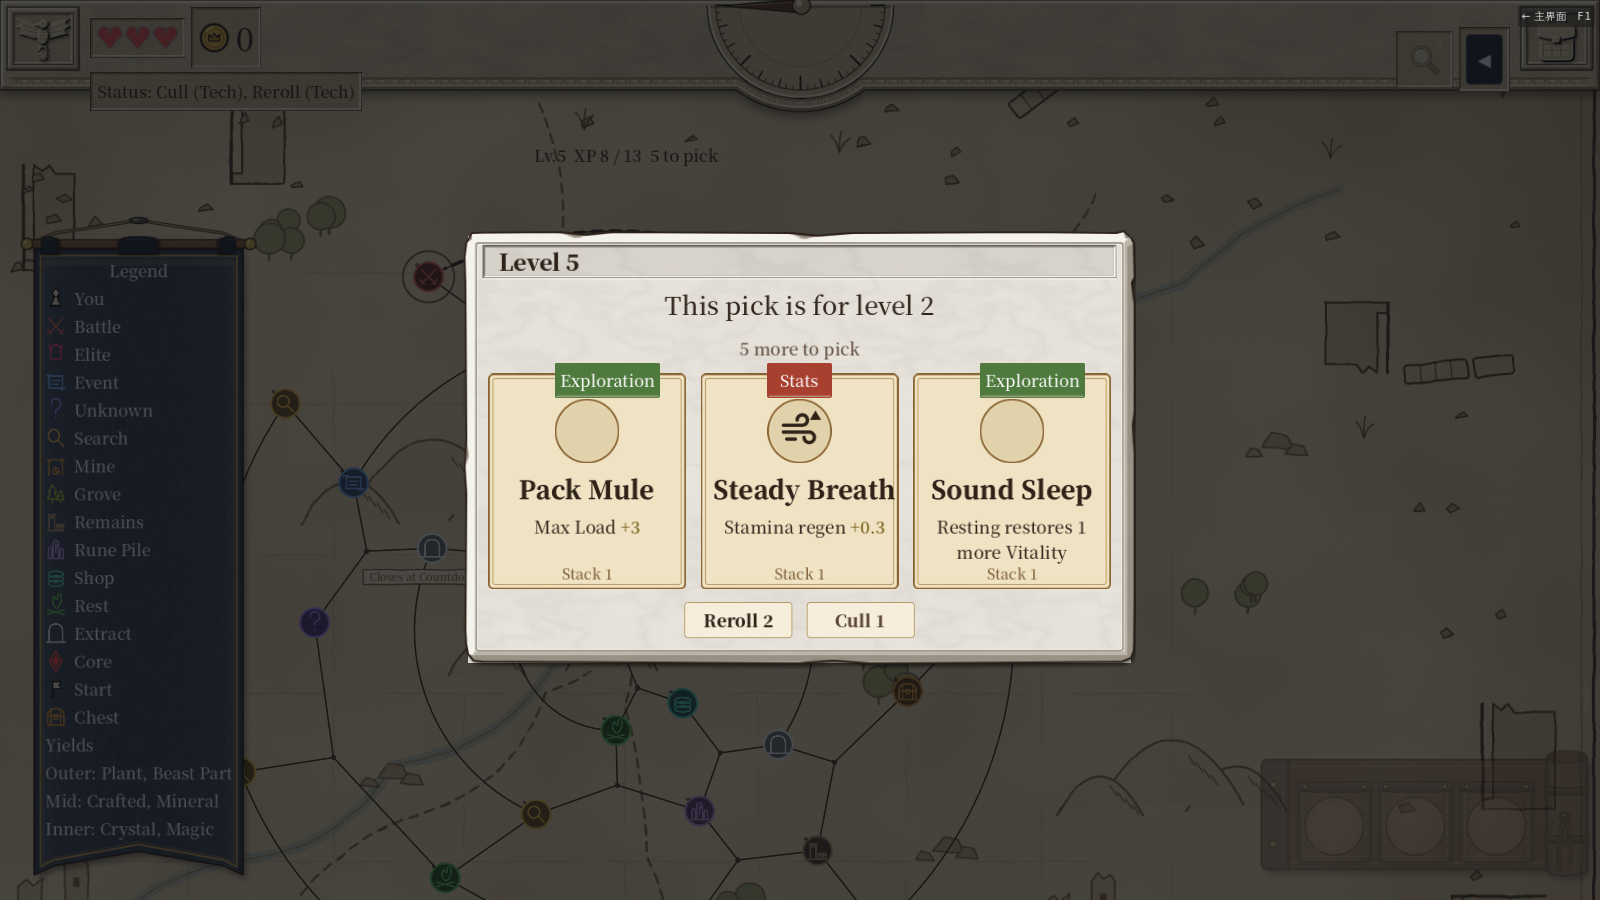 ← 主界面 F1
0
Status: Cull (Tech), Reroll (Tech)
Lv.5 XP 8 / 13 5 to pick
Level 5
This pick is for level 2
5 more to pick
Exploration
Pack Mule
Max Load +3
Stack 1
Stats
Steady Breath
Stamina regen +0.3
Stack 1
Exploration
Sound Sleep
Resting restores 1
more Vitality
Stack 1
Reroll 2
Cull 1
Legend
You
Battle
Elite
Event
Unknown
Search
Mine
Grove
Remains
Rune Pile
Shop
Rest
Extract
Core
Start
Chest
Yields
Outer: Plant, Beast Part
Mid: Crafted, Mineral
Inner: Crystal, Magic
Closes at Countdo